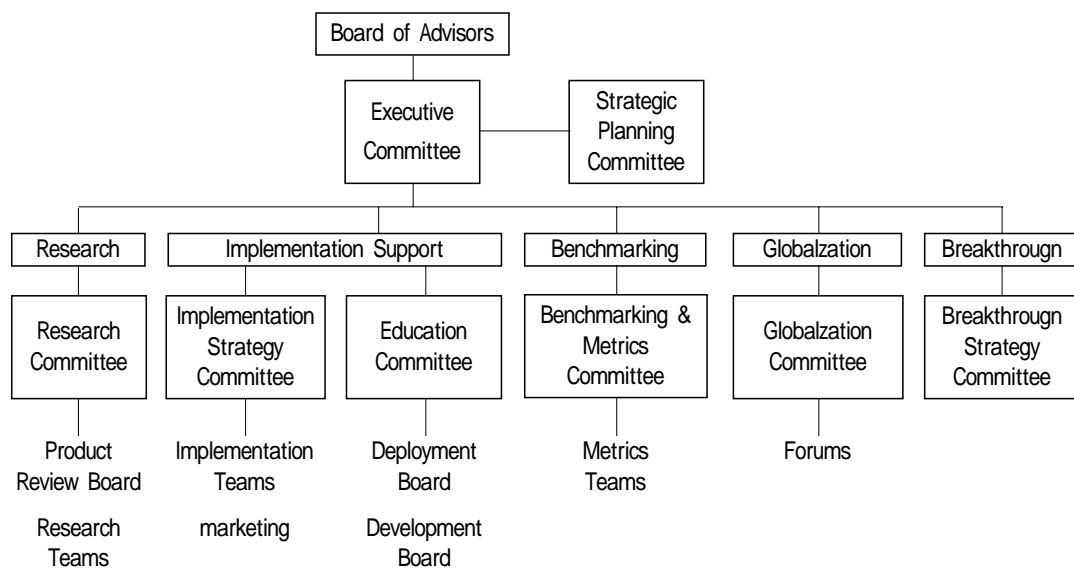 Board of Advisors
Executive
Committee
Strategic
Planning
Committee
Research
Implementation Support
Benchmarking
Globalzation
Breakthrougn
Research
Committee
Implementation
Strategy
Committee
Education
Committee
Benchmarking &
Metrics
Committee
Globalzation
Committee
Breakthrougn
Strategy
Committee
Product
Review Board
Research
Teams
Implementation
Teams
marketing
Deployment
Board
Development
Board
Metrics
Teams
Forums